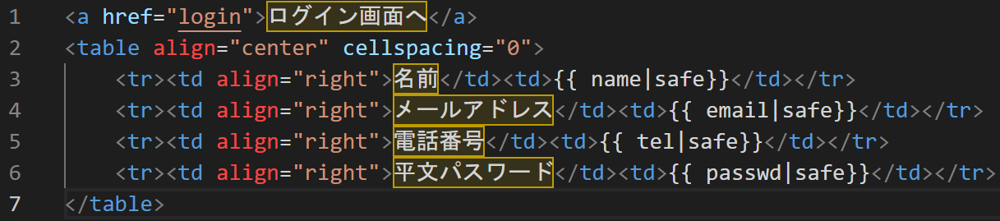 1 <a href="login">ログイン画面へ</a>
2 <table align="center" cellspacing="0">
3 <tr><td align="right">名前</td><td>{{ name|safe}}</td></tr>
4 <tr><td align="right">メールアドレス</td><td>{{ email|safe}}</td></tr>
5 <tr><td align="right">電話番号</td><td>{{ tel|safe}}</td></tr>
6 <tr><td align="right">平文パスワード</td><td>{{ passwd|safe}}</td></tr>
7 </table>